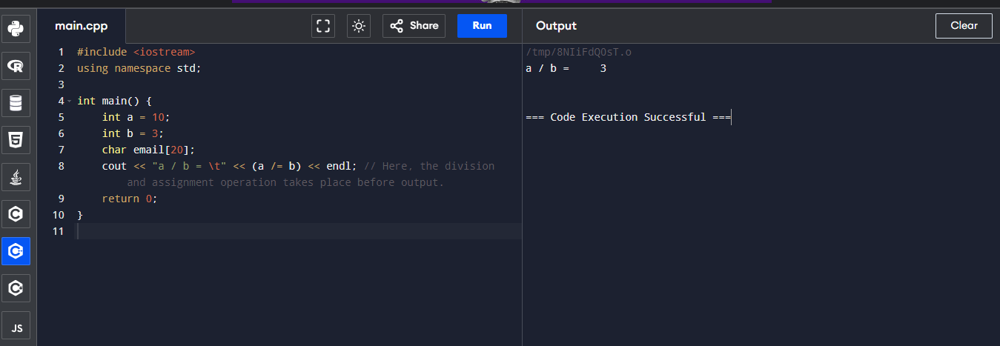 main.cpp
Share
Run
Output
Clear
1 #include <iostream>
2 using namespace std;
3
4 int main() {
5     int a = 10;
6     int b = 3;
7     char email[20];
8     cout << "a / b = \t" << (a /= b) << endl; // Here, the division
and assignment operation takes place before output.
9     return 0;
10 }
11
/tmp/8NIiFdQOsT.o
a / b =     3
=== Code Execution Successful ===
JS